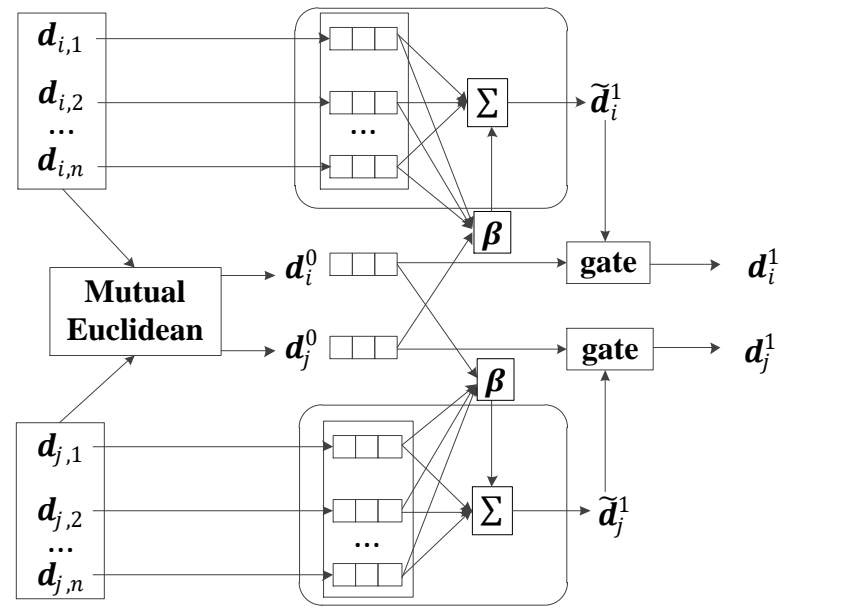 d_{i,1}
d_{i,2}
...
d_{i,n}
...
Σ
β
d̃_i^1
Mutual
Euclidean
d_i^0
d_j^0
gate
d_i^1
gate
d_j^1
β
d_{j,1}
d_{j,2}
...
d_{j,n}
...
Σ
d̃_j^1